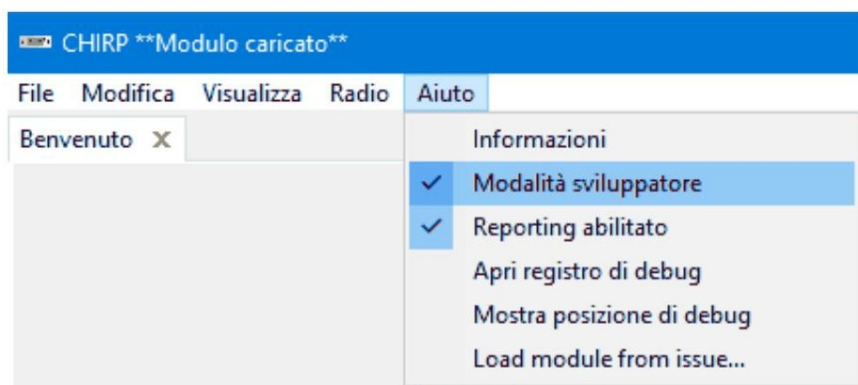 CHIRP **Modulo caricato**
File Modifica Visualizza Radio Aiuto
Benvenuto X
Informazioni
Modalità sviluppatore
Reporting abilitato
Apri registro di debug
Mostra posizione di debug
Load module from issue...